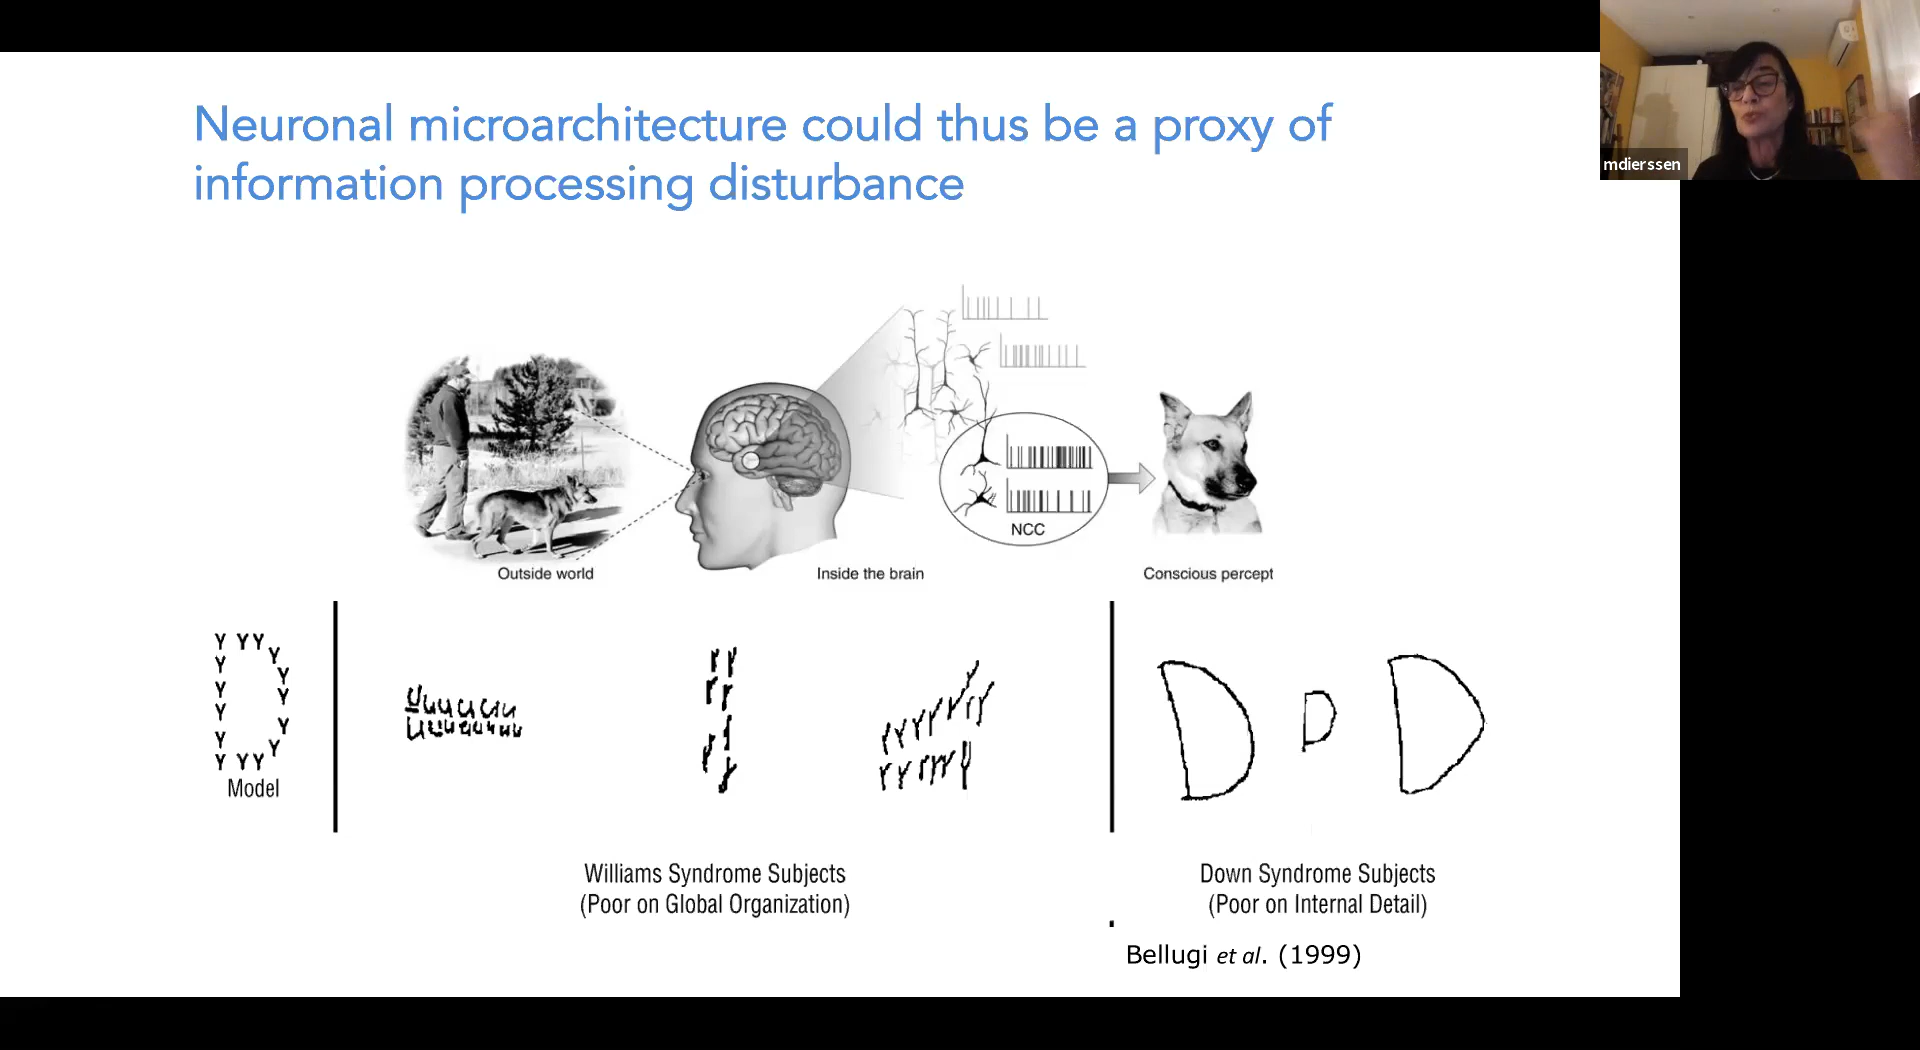 Neuronal microarchitecture could thus be a proxy of
information processing disturbance
mdierssen
NCC
Outside world
Inside the brain
Conscious percept
Y YY
Y
Y
Y
Y
Y
Y
Y
Y
Y
Y
Y YY
Model
Williams Syndrome Subjects
(Poor on Global Organization)
D D D
Down Syndrome Subjects
(Poor on Internal Detail)
Bellugi et al. (1999)